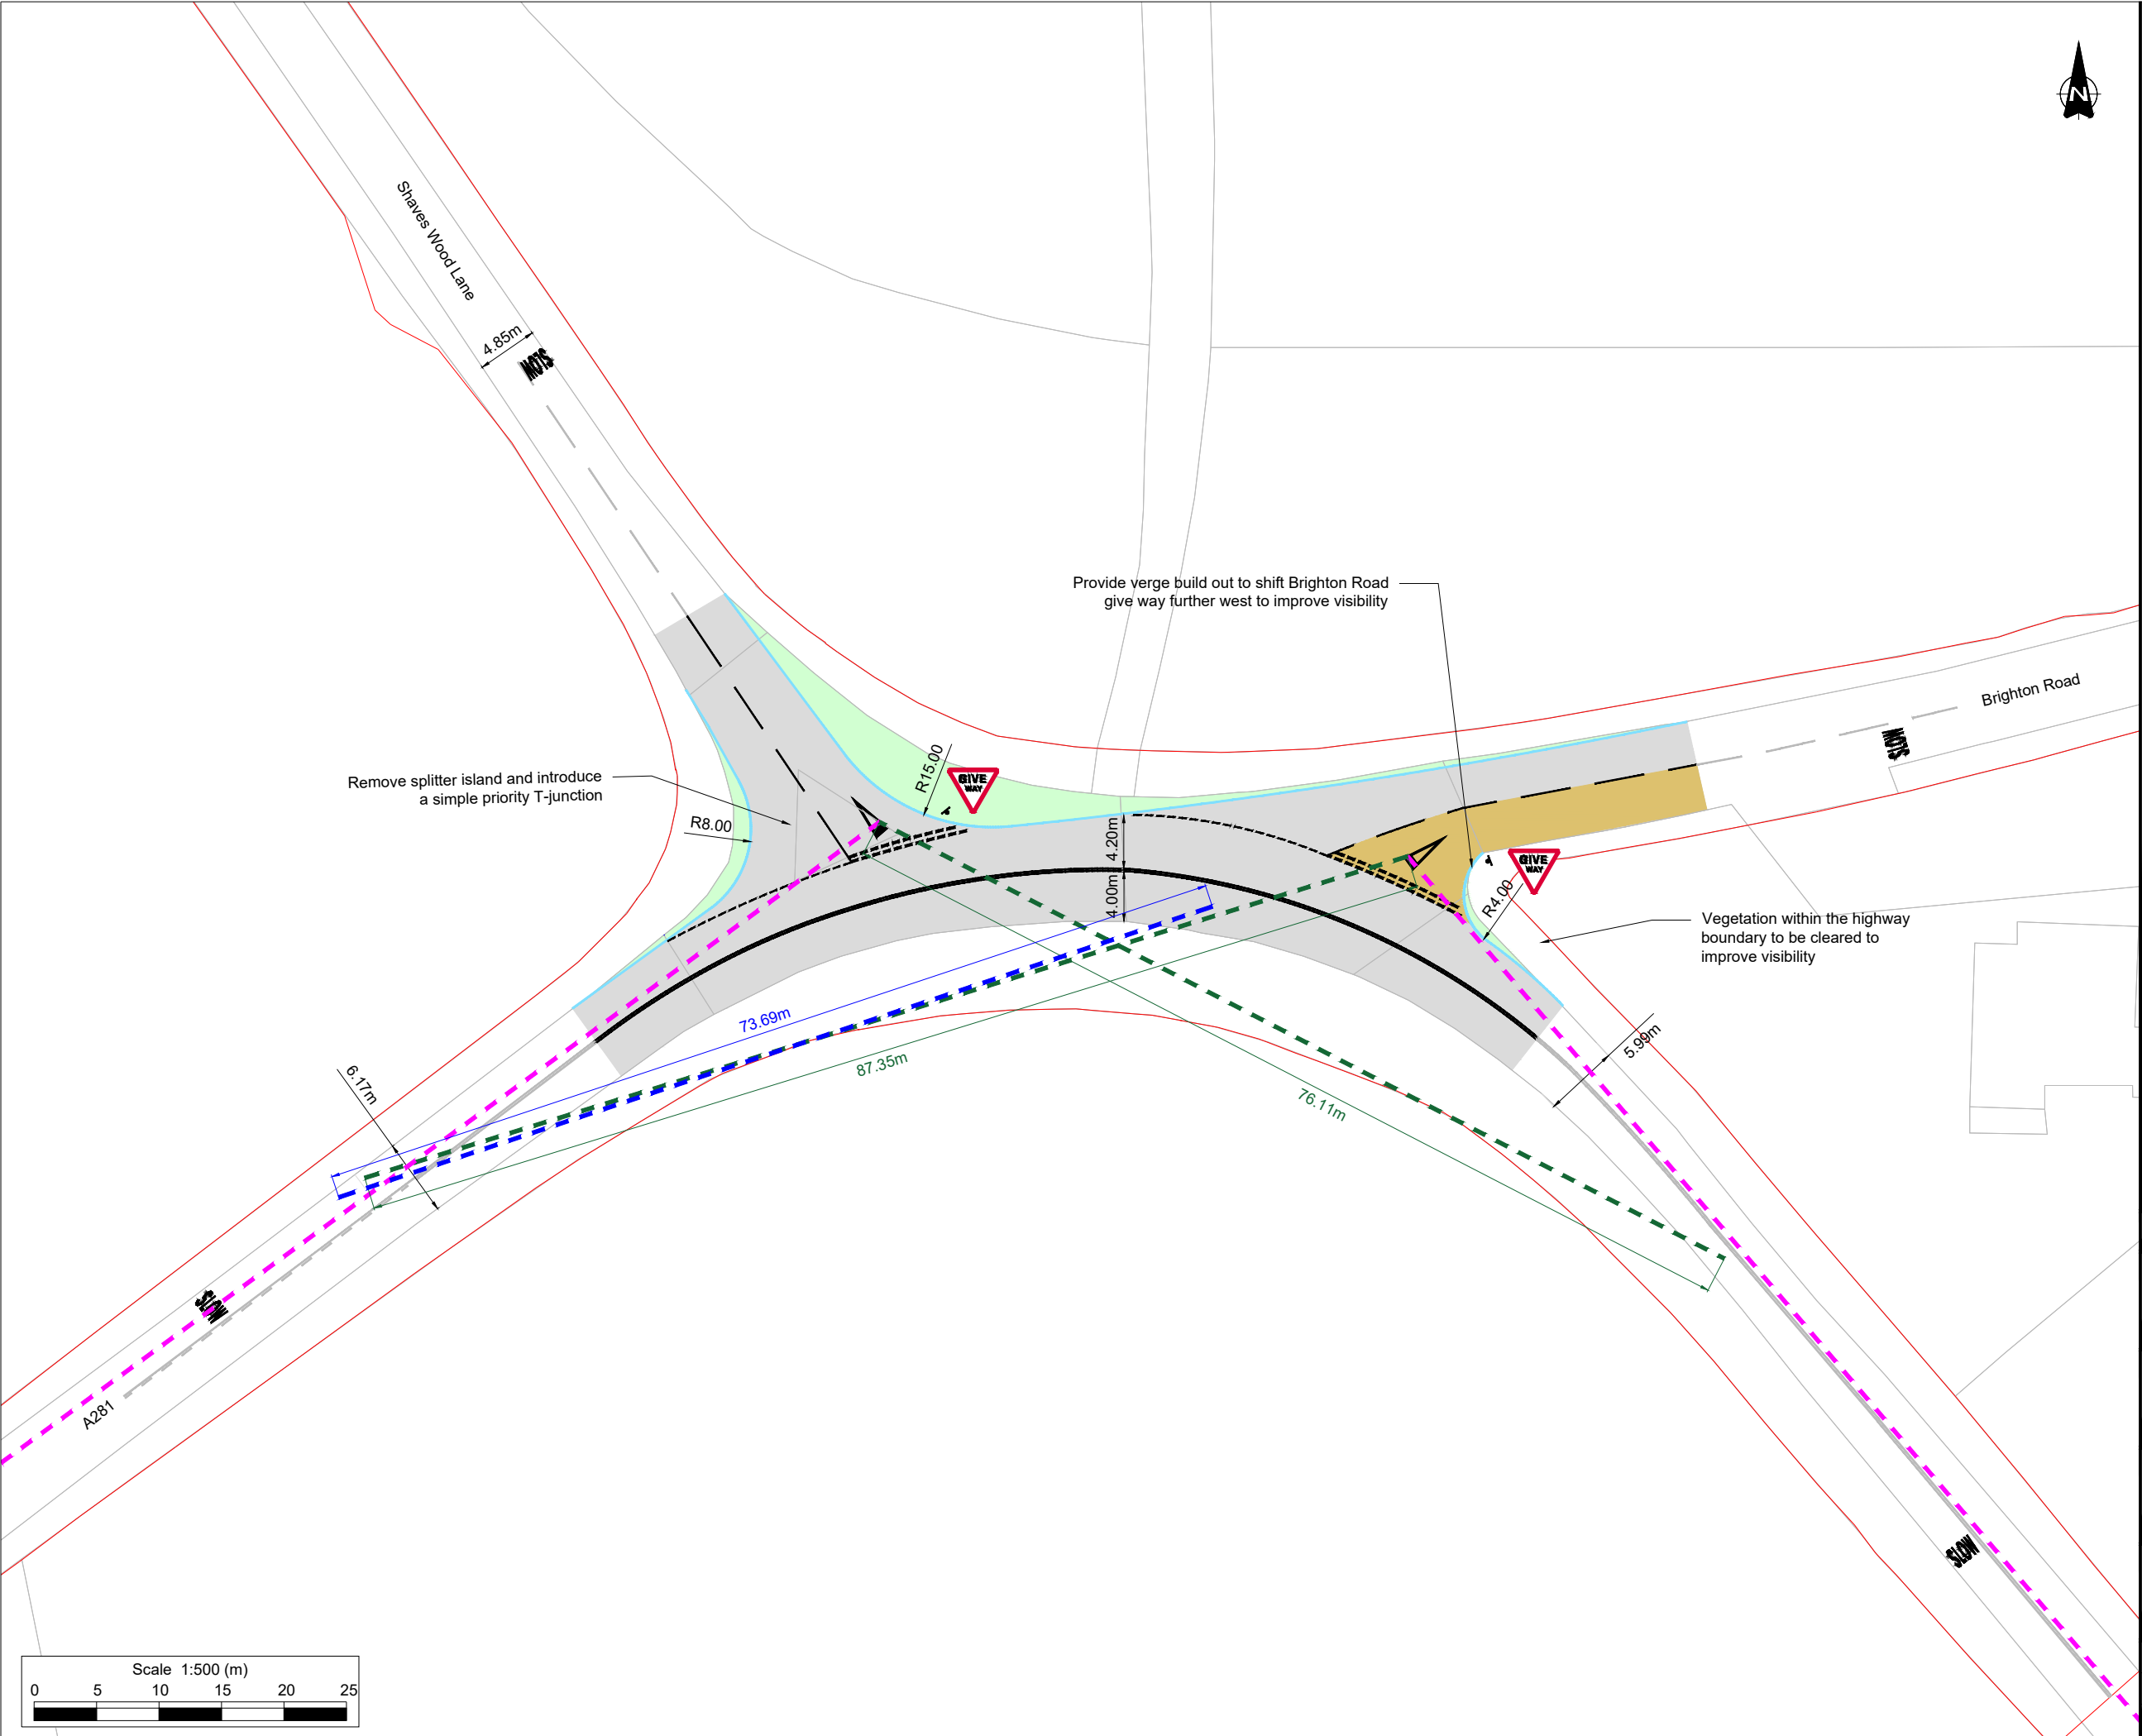 N
Shaves Wood Lane
4.85m
SLOW
Provide verge build out to shift Brighton Road
give way further west to improve visibility
Brighton Road
SLOW
Remove splitter island and introduce
a simple priority T-junction
R15.00
GIVE
WAY
R8.00
4.20m
4.00m
GIVE
WAY
R4.00
Vegetation within the highway
boundary to be cleared to
improve visibility
73.69m
87.35m
5.99m
6.17m
76.11m
SLOW
A281
SLOW
Scale 1:500 (m)
0 5 10 15 20 25